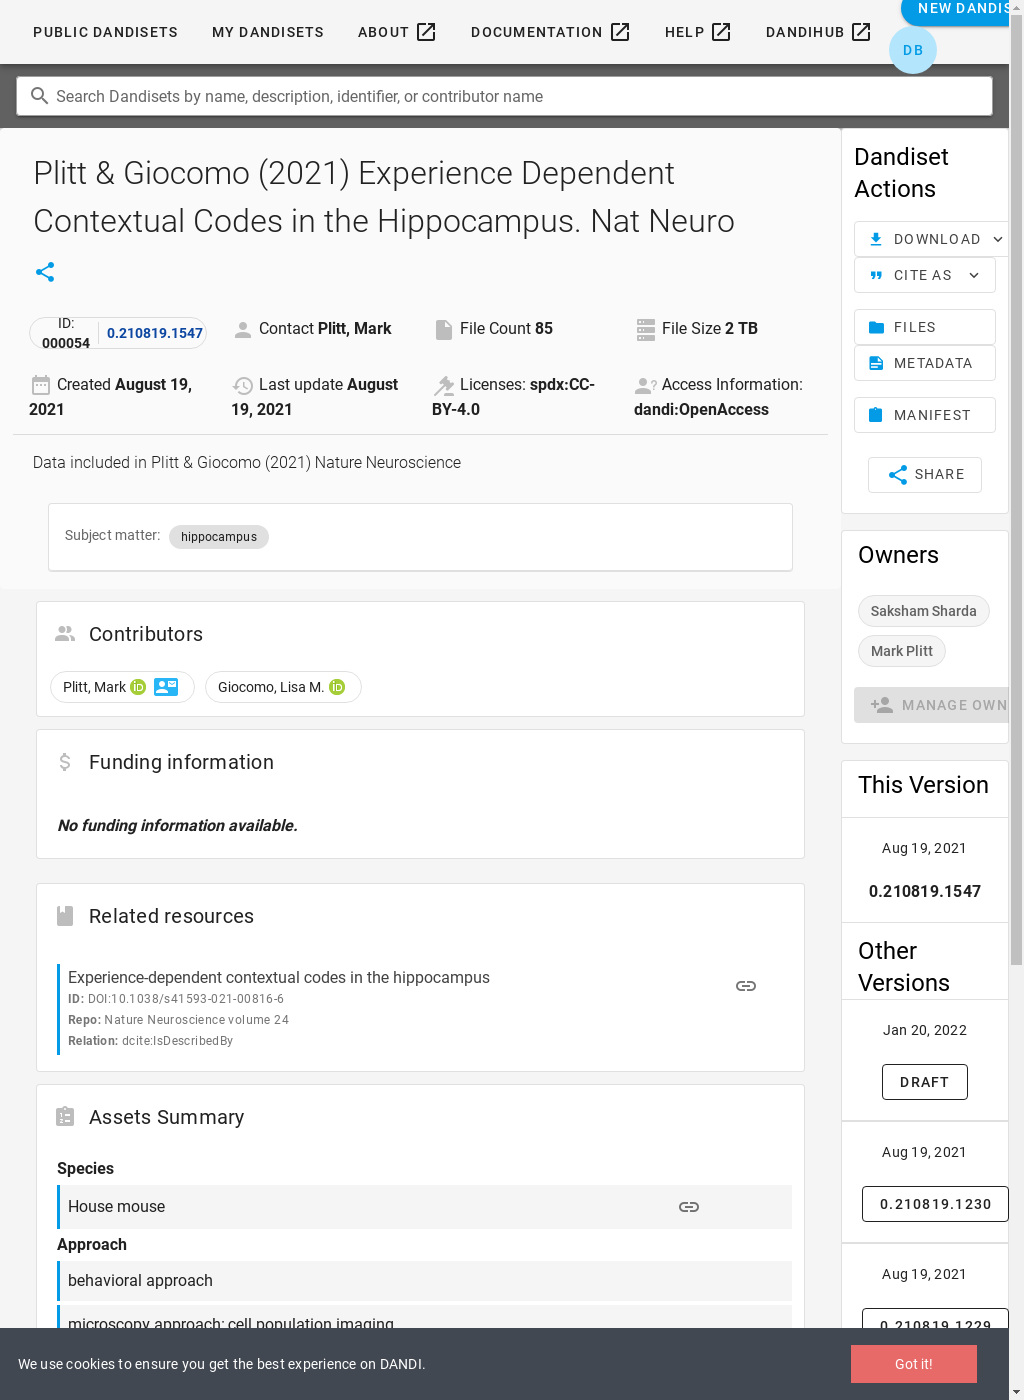 PUBLIC DANDISETS MY DANDISETS ABOUT DOCUMENTATION HELP DANDIHUB
NEW DANDIS
DB
Search Dandisets by name, description, identifier, or contributor name
Plitt & Giocomo (2021) Experience Dependent
Contextual Codes in the Hippocampus. Nat Neuro
ID:
000054
0.210819.1547
Contact Plitt, Mark
File Count 85
File Size 2 TB
Created August 19,
2021
Last update August
19, 2021
Licenses: spdx:CC-
BY-4.0
Access Information:
dandi:OpenAccess
Data included in Plitt & Giocomo (2021) Nature Neuroscience
Subject matter: hippocampus
Contributors
Plitt, Mark iD Giocomo, Lisa M. iD
Funding information
No funding information available.
Related resources
Experience-dependent contextual codes in the hippocampus
ID: DOI:10.1038/s41593-021-00816-6
Repo: Nature Neuroscience volume 24
Relation: dcite:IsDescribedBy
Assets Summary
Species
House mouse
Approach
behavioral approach
microscopy approach; cell population imaging
Dandiset
Actions
DOWNLOAD
CITE AS
FILES
METADATA
MANIFEST
SHARE
Owners
Saksham Sharda
Mark Plitt
MANAGE OWN
This Version
Aug 19, 2021
0.210819.1547
Other
Versions
Jan 20, 2022
DRAFT
Aug 19, 2021
0.210819.1230
Aug 19, 2021
0.210819.1229
We use cookies to ensure you get the best experience on DANDI.
Got it!